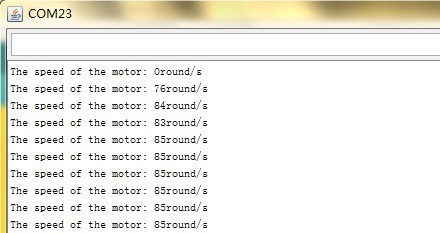 COM23
The speed of the motor: 0round/s
The speed of the motor: 76round/s
The speed of the motor: 84round/s
The speed of the motor: 83round/s
The speed of the motor: 85round/s
The speed of the motor: 85round/s
The speed of the motor: 85round/s
The speed of the motor: 85round/s
The speed of the motor: 85round/s
The speed of the motor: 85round/s